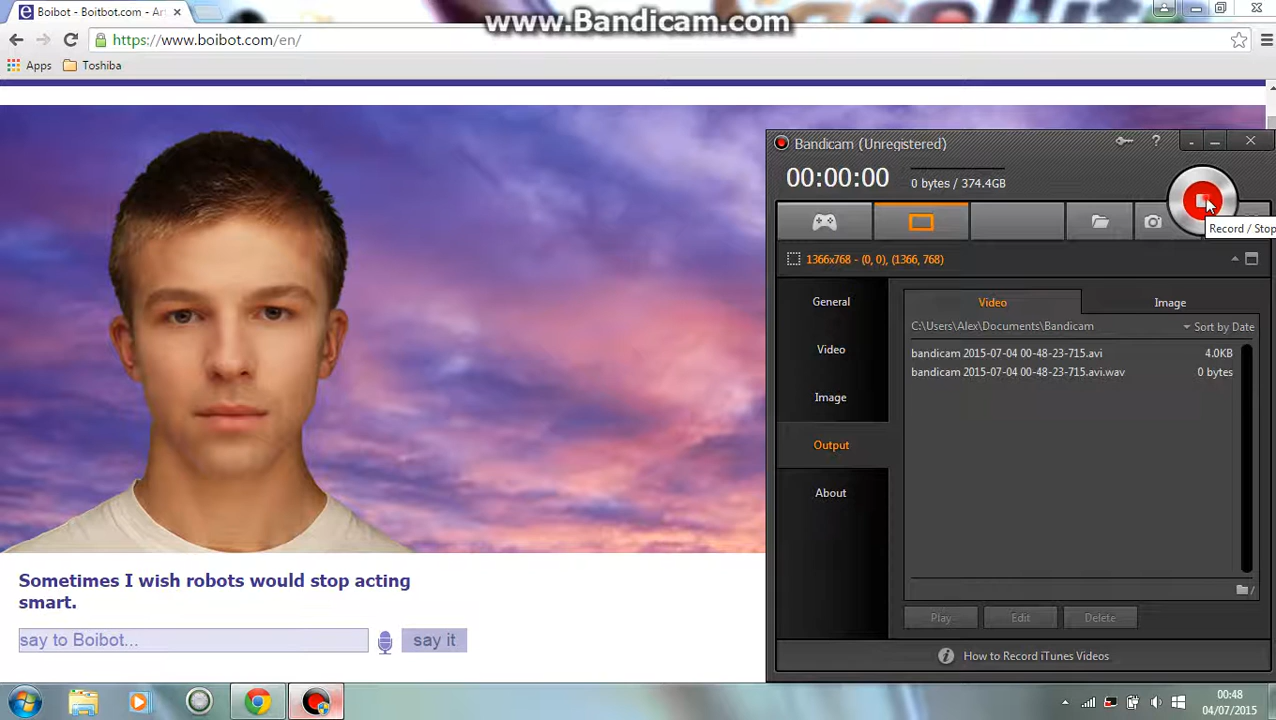 Boibot - Boitbot.com - Ar
www.Bandicam.com
https://www.boibot.com/en/
Apps
Toshiba
Bandicam (Unregistered)
00:00:00
0 bytes / 374.4GB
Record / Stop
1366x768 - (0, 0), (1366, 768)
General
Video
Image
Output
About
Video
Image
C:\Users\Alex\Documents\Bandicam
Sort by Date
bandicam 2015-07-04 00-48-23-715.avi
4.0KB
bandicam 2015-07-04 00-48-23-715.avi.wav
0 bytes
Play
Edit
Delete
How to Record iTunes Videos
Sometimes I wish robots would stop acting
smart.
say to Boibot...
say it
00:48
04/07/2015